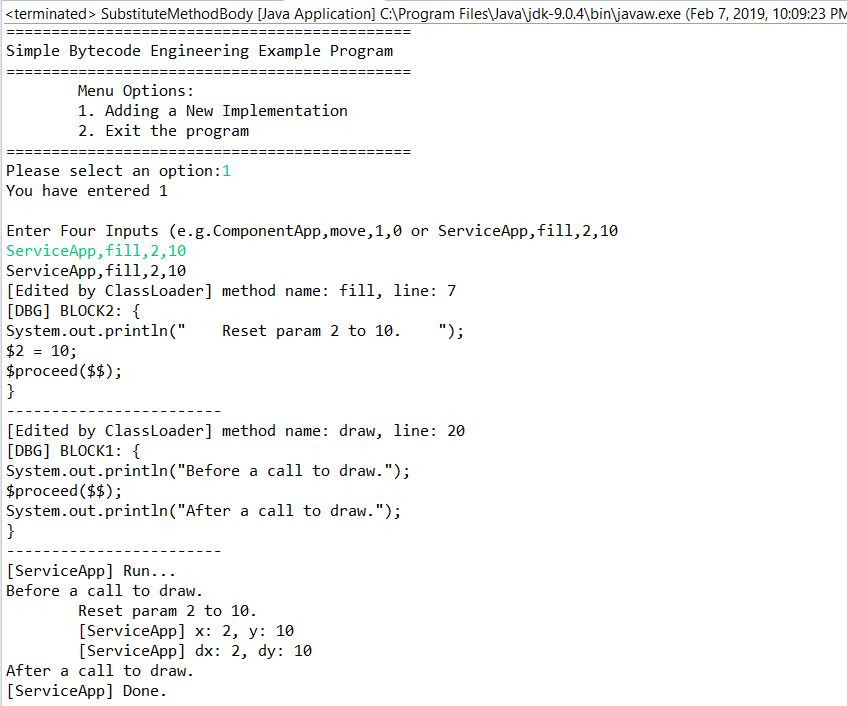 <terminated> SubstituteMethodBody [Java Application] C:\Program Files\Java\jdk-9.0.4\bin\javaw.exe (Feb 7, 2019, 10:09:23 PM
=============================================
Simple Bytecode Engineering Example Program
=============================================
        Menu Options:
        1. Adding a New Implementation
        2. Exit the program
=============================================
Please select an option:1
You have entered 1

Enter Four Inputs (e.g.ComponentApp,move,1,0 or ServiceApp,fill,2,10
ServiceApp,fill,2,10
ServiceApp,fill,2,10
[Edited by ClassLoader] method name: fill, line: 7
[DBG] BLOCK2: {
System.out.println("    Reset param 2 to 10.    ");
$2 = 10;
$proceed($$);
}
------------------------
[Edited by ClassLoader] method name: draw, line: 20
[DBG] BLOCK1: {
System.out.println("Before a call to draw.");
$proceed($$);
System.out.println("After a call to draw.");
}
------------------------
[ServiceApp] Run...
Before a call to draw.
        Reset param 2 to 10.
        [ServiceApp] x: 2, y: 10
        [ServiceApp] dx: 2, dy: 10
After a call to draw.
[ServiceApp] Done.